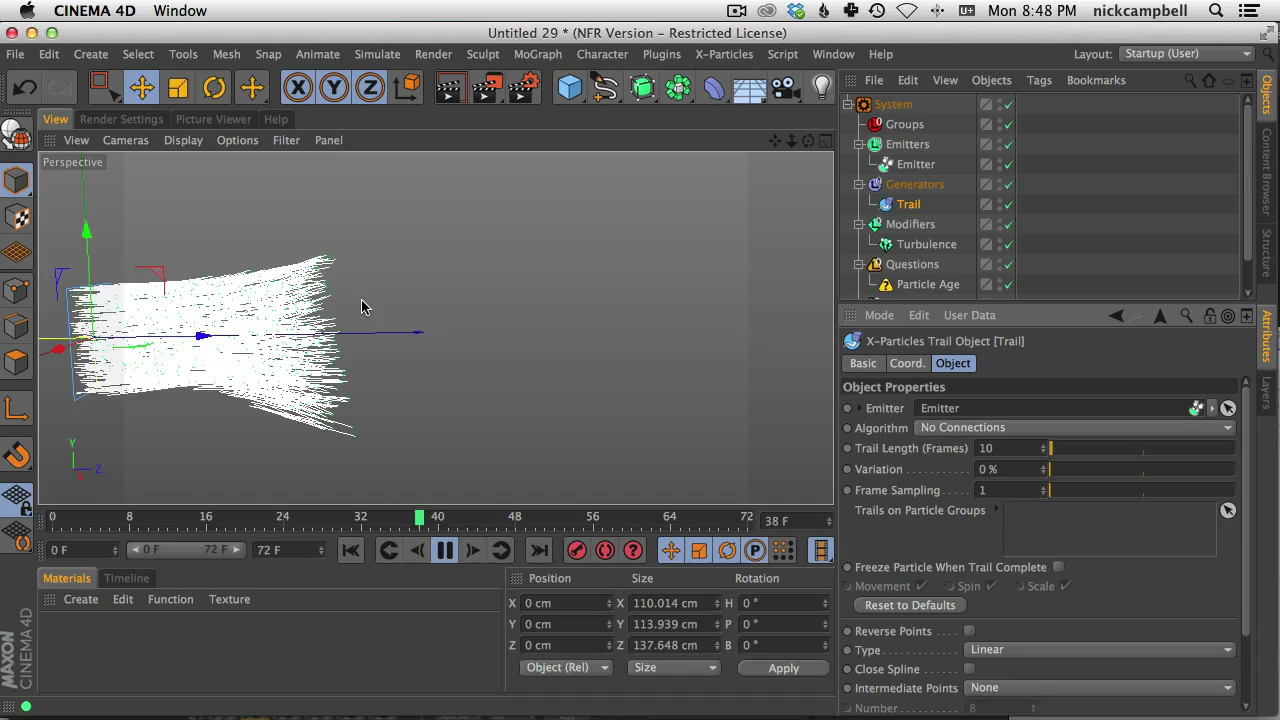 CINEMA 4D Window Mon 8:48 PM nickcampbell
Untitled 29 * (NFR Version - Restricted License)
File Edit Create Select Tools Mesh Snap Animate Simulate Render Sculpt MoGraph Character Plugins X-Particles Script Window Help Layout: Startup (User)
X Y Z
File Edit View Objects Tags Bookmarks
View Render Settings Picture Viewer Help
View Cameras Display Options Filter Panel
Perspective
System
Groups
Emitters
Emitter
Generators
Trail
Modifiers
Turbulence
Questions
Particle Age
Objects
Content Browser
Structure
Mode Edit User Data
X-Particles Trail Object [Trail]
Basic Coord. Object
Object Properties
Emitter Emitter
Algorithm No Connections
Trail Length (Frames) 10
Variation 0 %
Frame Sampling 1
Trails on Particle Groups
Freeze Particle When Trail Complete
Movement Spin Scale
Reset to Defaults
Reverse Points
Type Linear
Close Spline
Intermediate Points None
Number 8
Attributes
Layers
Y
Z
X
0 8 16 24 32 40 48 56 64 72 38 F
0 F 0 F 72 F 72 F
P
Materials Timeline
Create Edit Function Texture
Position Size Rotation
X 0 cm X 110.014 cm H 0 °
Y 0 cm Y 113.939 cm P 0 °
Z 0 cm Z 137.648 cm B 0 °
Object (Rel) Size Apply
MAXON
CINEMA 4D